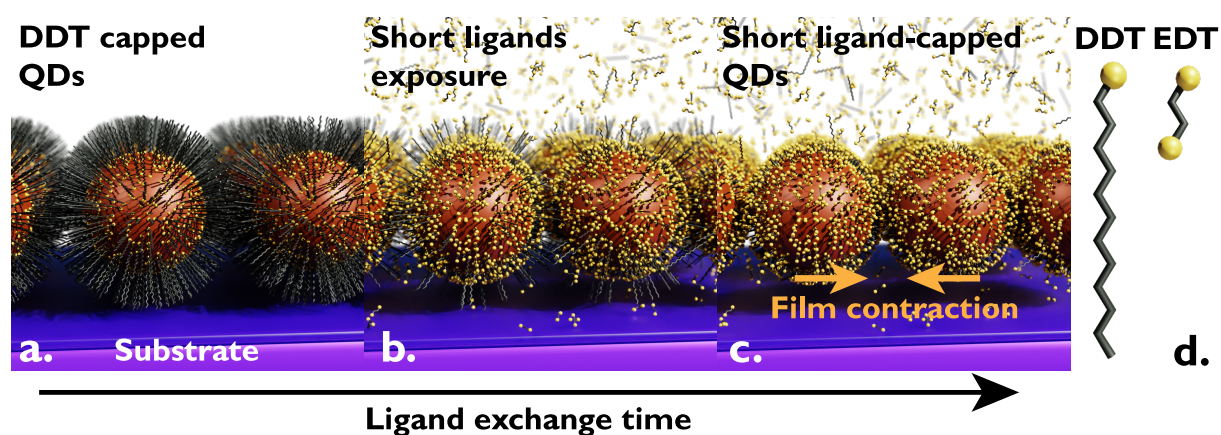 DDT capped
QDs
Short ligands
exposure
Short ligand-capped
QDs
DDT EDT
Film contraction
a. Substrate
b.
c.
d.
Ligand exchange time